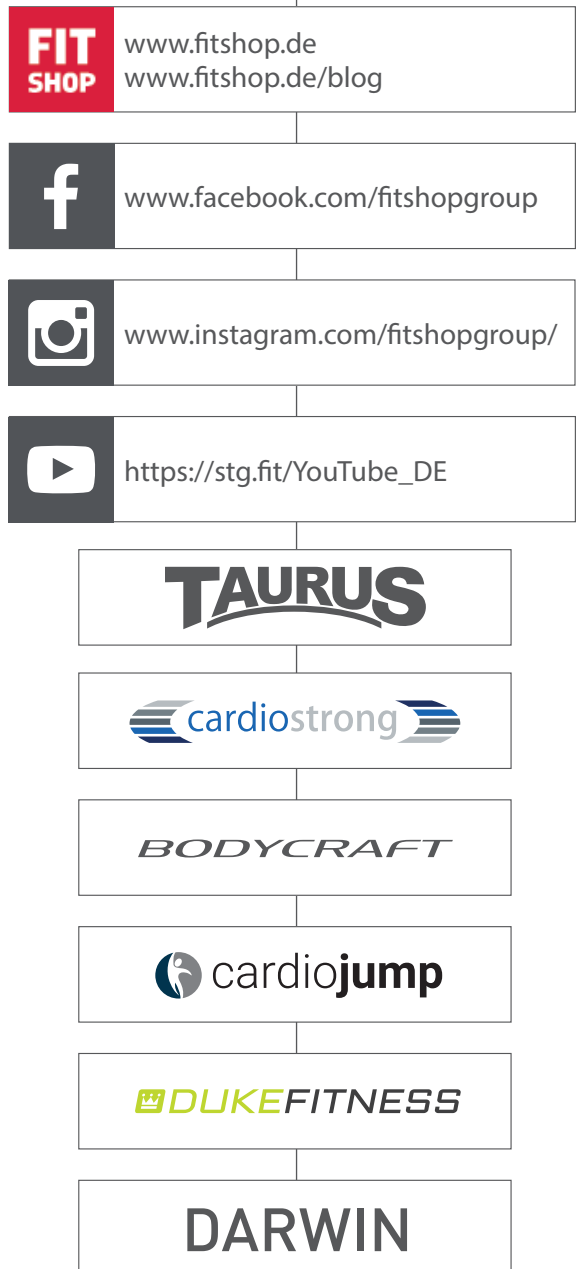 FIT
SHOP
www.fitshop.de
www.fitshop.de/blog
f
www.facebook.com/fitshopgroup
www.instagram.com/fitshopgroup/
https://stg.fit/YouTube_DE
TAURUS
cardiostrong
BODYCRAFT
cardiojump
DUKEFITNESS
DARWIN